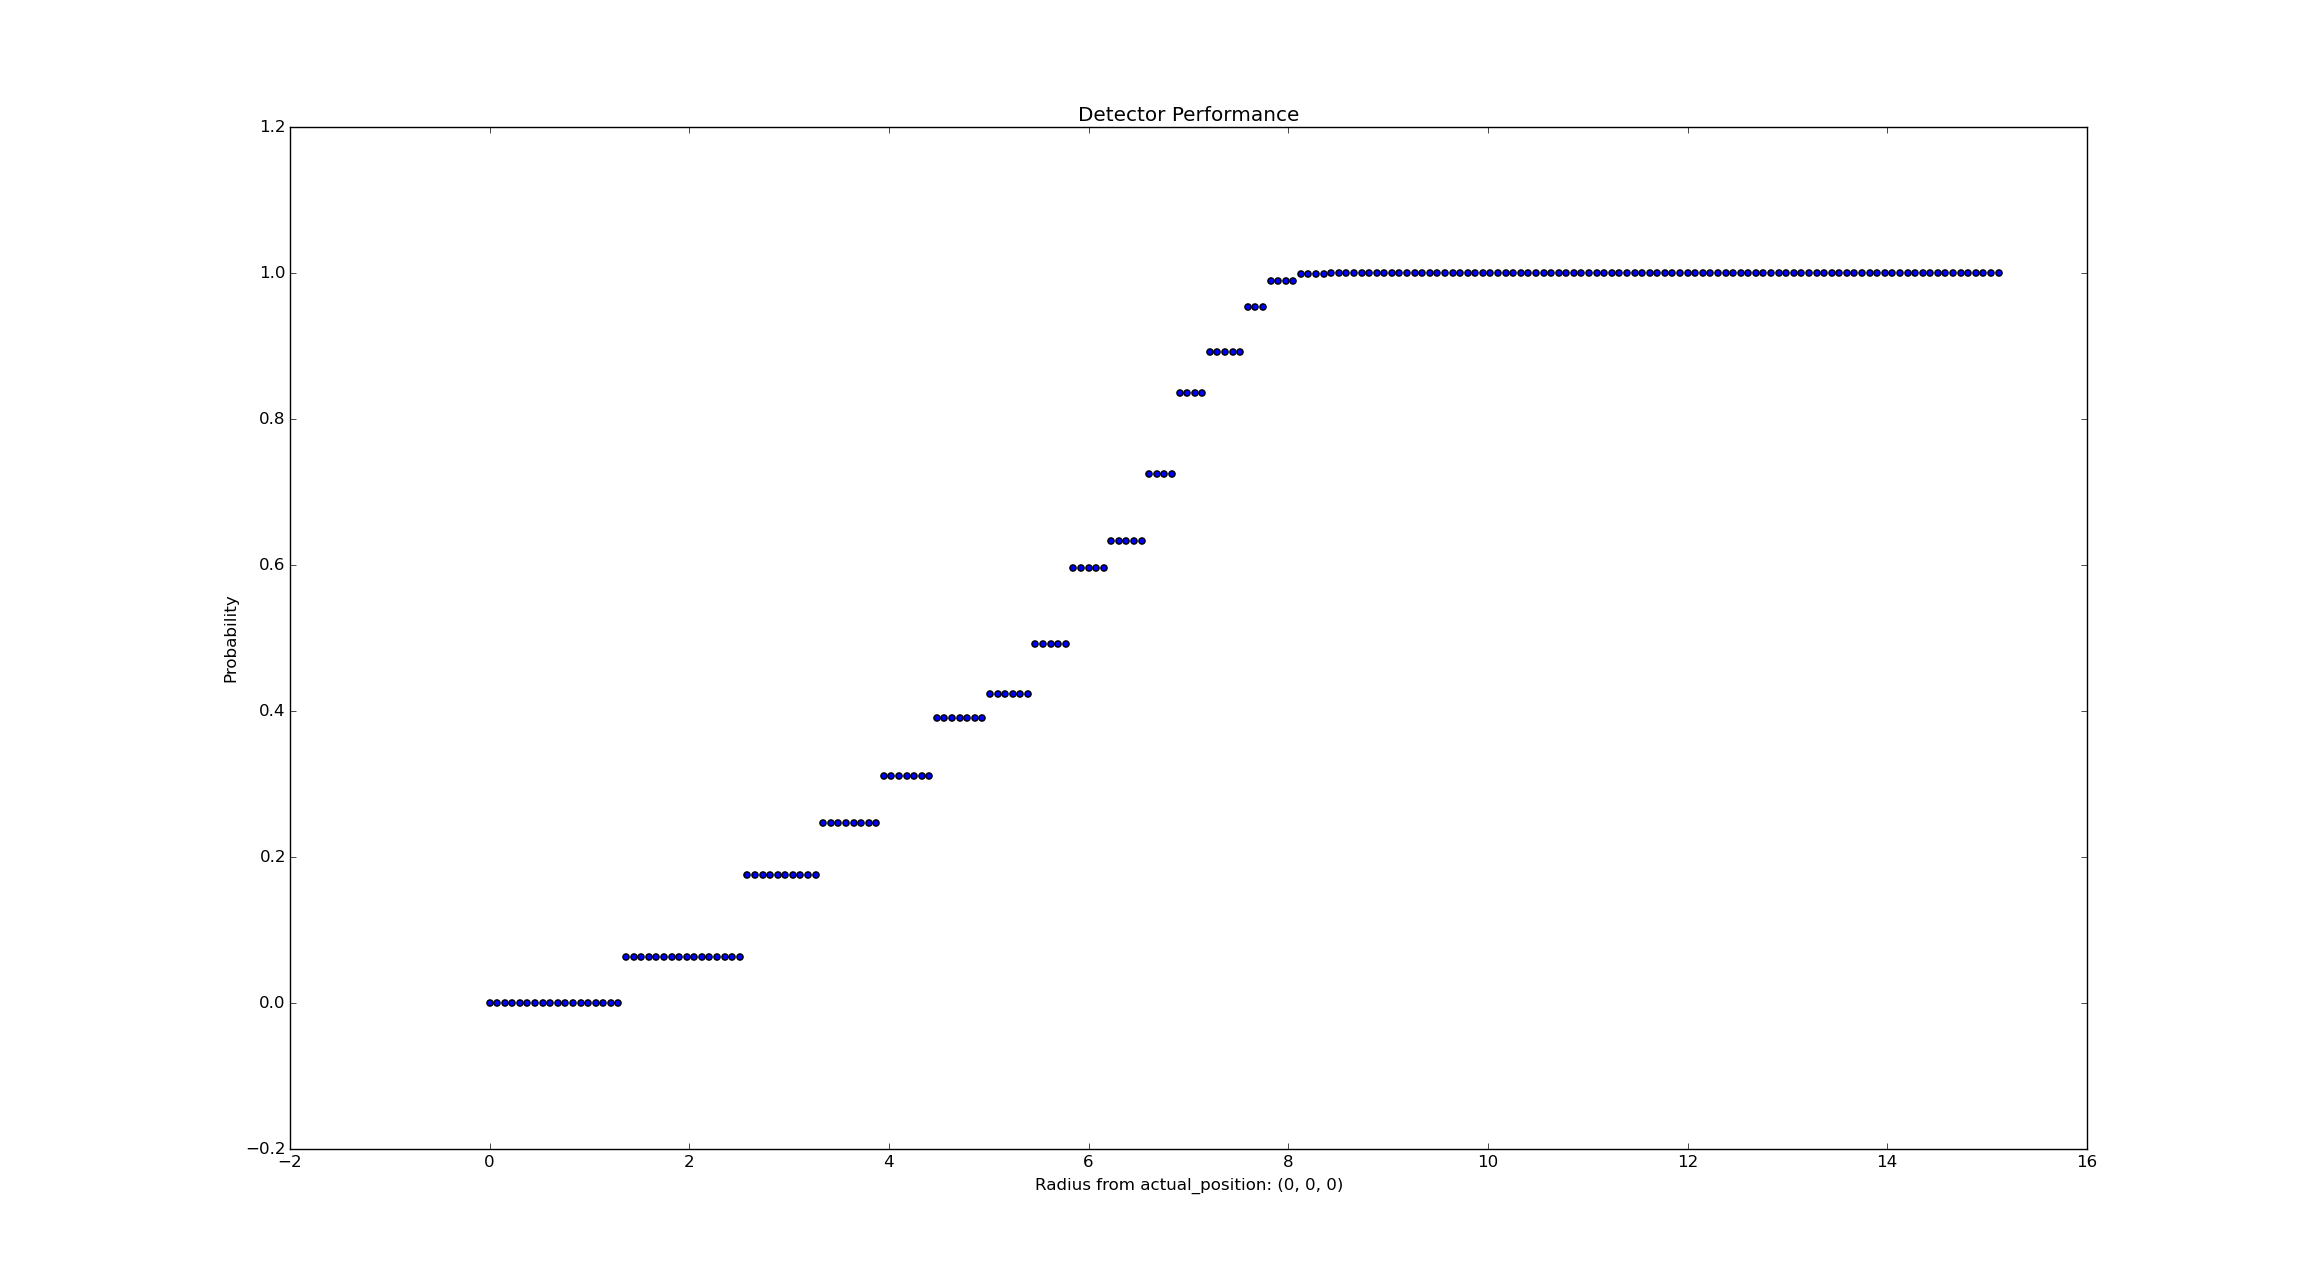 Detector Performance
1.2
1.0
0.8
0.6
0.4
0.2
0.0
−0.2
Probability
−2 0 2 4 6 8 10 12 14 16
Radius from actual_position: (0, 0, 0)